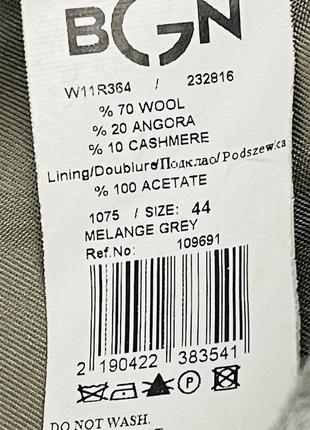 BGN
W11R364 / 232816
% 70 WOOL
% 20 ANGORA
% 10 CASHMERE
Lining/Doublure/Подклао/Podszewka
% 100 ACETATE
1075 / SIZE: 44
MELANGE GREY
Ref.No: 109691
2 190422 383541
P
DO NOT WASH.